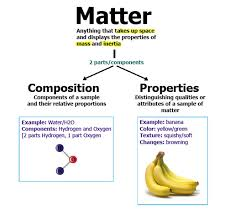 Matter
Anything that takes up space
and displays the properties of
mass and inertia
2 parts/components
Composition
Components of a sample
and their relative proportions
Properties
Distinguishing qualities or
attributes of a sample of
matter
Example: Water/H2O
Components: Hydrogen and Oxygen
[2 parts Hydrogen, 1 part Oxygen
Example: banana
Color: yellow/green
Texture: squishy/soft
Changes: browning